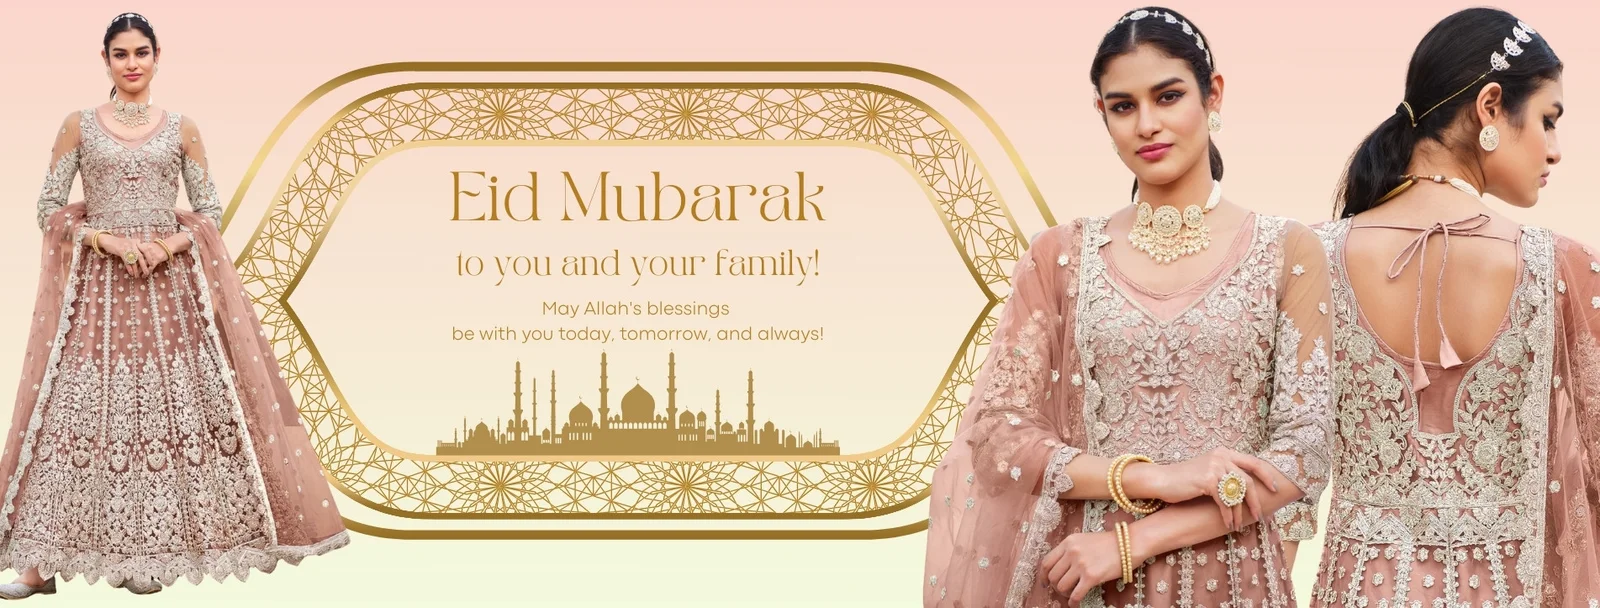 Eid Mubarak
to you and your family!
May Allah's blessings
be with you today, tomorrow, and always!